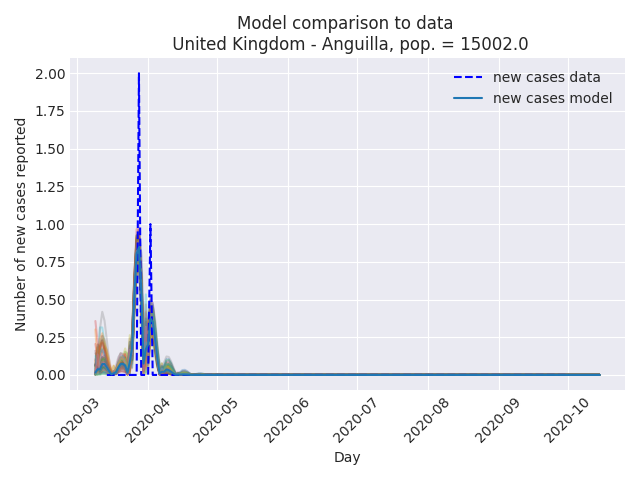 Model comparison to data
United Kingdom - Anguilla, pop. = 15002.0
new cases data
new cases model
Number of new cases reported
2.00
1.75
1.50
1.25
1.00
0.75
0.50
0.25
0.00
2020-03
2020-04
2020-05
2020-06
2020-07
2020-08
2020-09
2020-10
Day